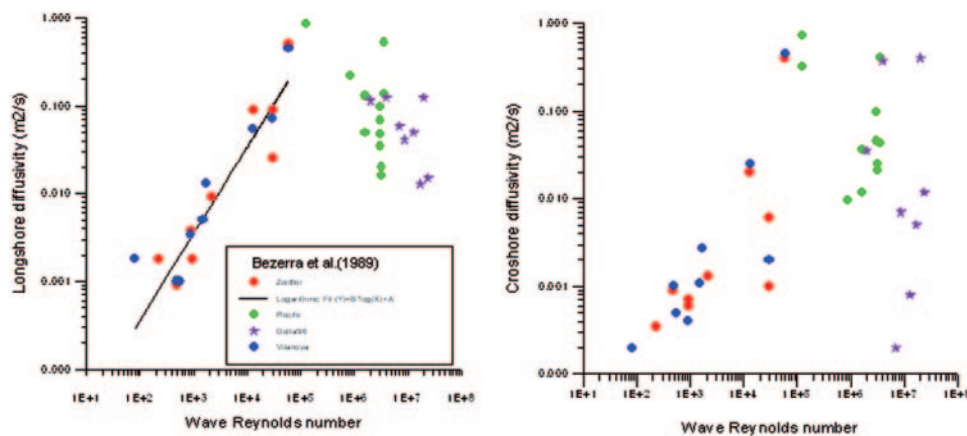 Longshore diffusivity (m2/s)
1.000
0.100
0.010
0.001
0.000
1E+1 1E+2 1E+3 1E+4 1E+5 1E+6 1E+7 1E+8
Wave Reynolds number
Bezerra et al.(1989)
Zeidler
Logarithmic Fit (Y)=B*log(X)+A
Recife
Delta96
Vilanova
Croshore diffusivity (m2/s)
1.000
0.100
0.010
0.001
0.000
1E+1 1E+2 1E+3 1E+4 1E+5 1E+6 1E+7 1E+8
Wave Reynolds number